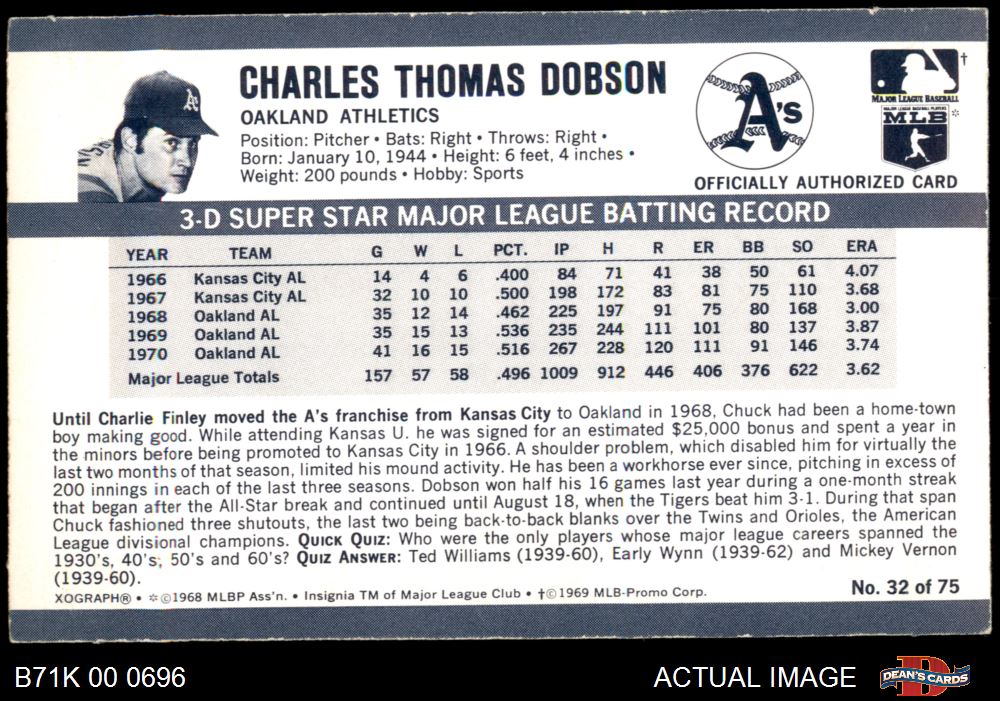 CHARLES THOMAS DOBSON
OAKLAND ATHLETICS
Position: Pitcher • Bats: Right • Throws: Right •
Born: January 10, 1944 • Height: 6 feet, 4 inches •
Weight: 200 pounds • Hobby: Sports
A's
†
MAJOR LEAGUE BASEBALL
MAJOR LEAGUE BASEBALL PLAYERS
MLB *
OFFICIALLY AUTHORIZED CARD
3-D SUPER STAR MAJOR LEAGUE BATTING RECORD
YEAR TEAM G W L PCT. IP H R ER BB SO ERA
1966 Kansas City AL 14 4 6 .400 84 71 41 38 50 61 4.07
1967 Kansas City AL 32 10 10 .500 198 172 83 81 75 110 3.68
1968 Oakland AL 35 12 14 .462 225 197 91 75 80 168 3.00
1969 Oakland AL 35 15 13 .536 235 244 111 101 80 137 3.87
1970 Oakland AL 41 16 15 .516 267 228 120 111 91 146 3.74
Major League Totals 157 57 58 .496 1009 912 446 406 376 622 3.62
Until Charlie Finley moved the A's franchise from Kansas City to Oakland in 1968, Chuck had been a home-town
boy making good. While attending Kansas U. he was signed for an estimated $25,000 bonus and spent a year in
the minors before being promoted to Kansas City in 1966. A shoulder problem, which disabled him for virtually the
last two months of that season, limited his mound activity. He has been a workhorse ever since, pitching in excess of
200 innings in each of the last three seasons. Dobson won half his 16 games last year during a one-month streak
that began after the All-Star break and continued until August 18, when the Tigers beat him 3-1. During that span
Chuck fashioned three shutouts, the last two being back-to-back blanks over the Twins and Orioles, the American
League divisional champions. QUICK QUIZ: Who were the only players whose major league careers spanned the
1930's, 40's, 50's and 60's? QUIZ ANSWER: Ted Williams (1939-60), Early Wynn (1939-62) and Mickey Vernon
(1939-60).
XOGRAPH® • *©1968 MLBP Ass'n. • Insignia TM of Major League Club • †©1969 MLB-Promo Corp.
No. 32 of 75
B71K 00 0696
ACTUAL IMAGE
D
DEAN'S CARDS